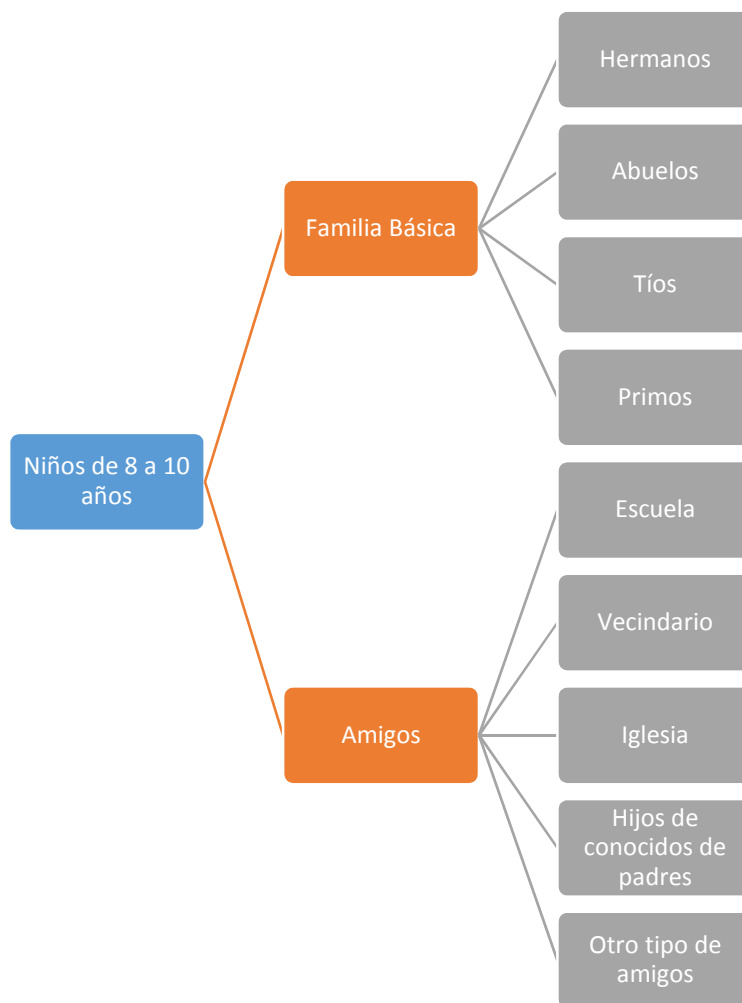 Hermanos
Abuelos
Familia Básica
Tíos
Primos
Niños de 8 a 10
años
Escuela
Vecindario
Amigos
Iglesia
Hijos de
conocidos de
padres
Otro tipo de
amigos